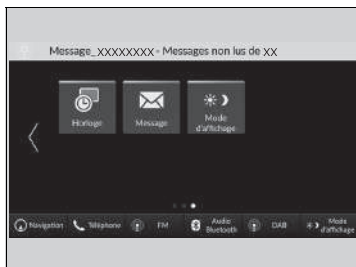 Message_XXXXXXXX - Messages non lus de XX
Horloge
Message
Mode
d'affichage
Navigation
Téléphone
FM
Audio
Bluetooth
DAB
Mode
d'affichage